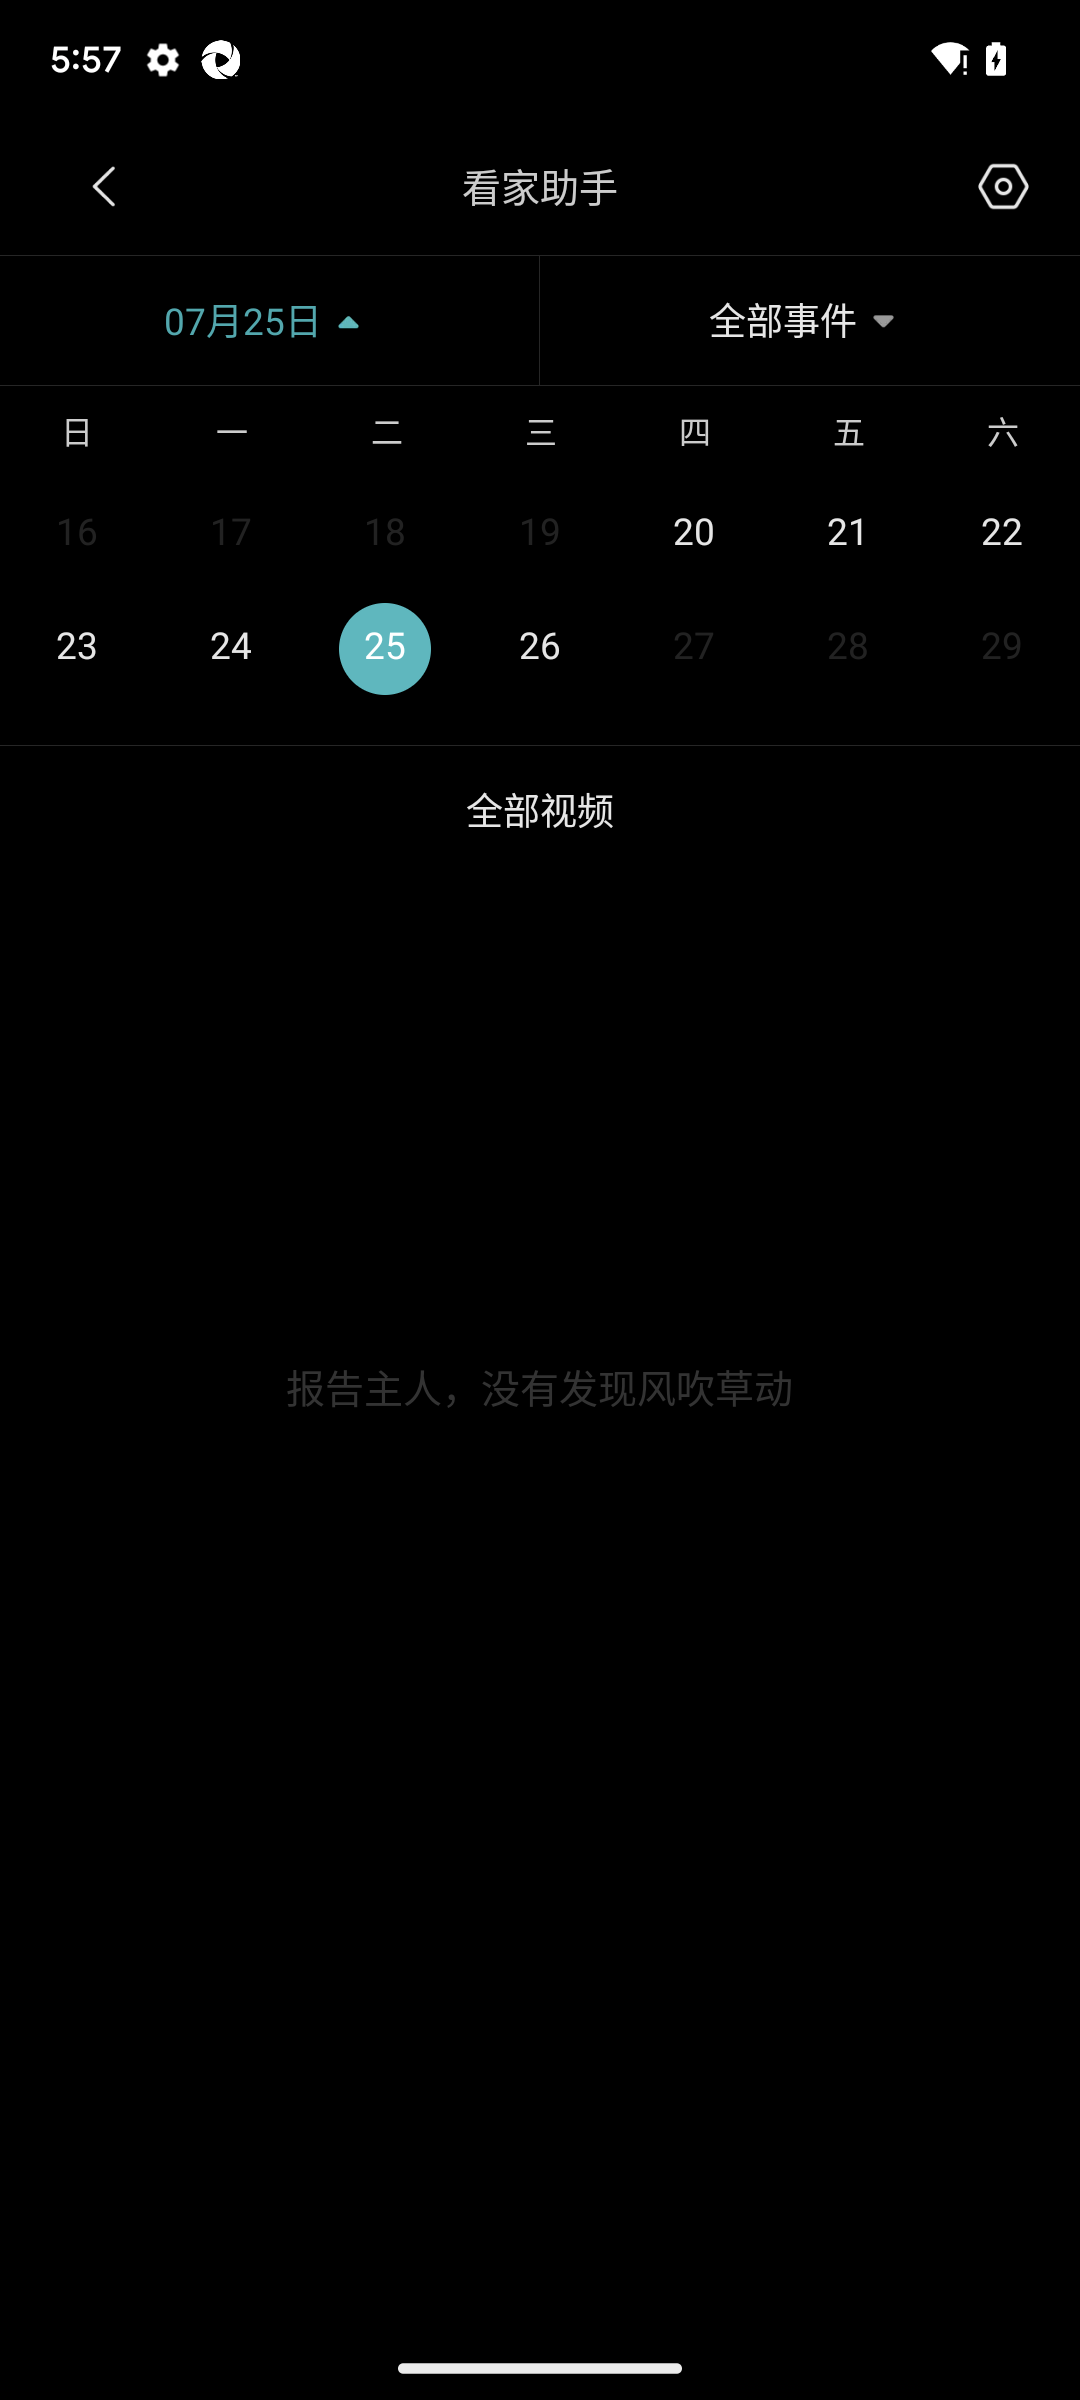 5:57
看家助手
07月25日 全部事件
日 一 二 三 四 五 六
16 17 18 19 20 21 22
23 24 25 26 27 28 29
全部视频
报告主人，没有发现风吹草动